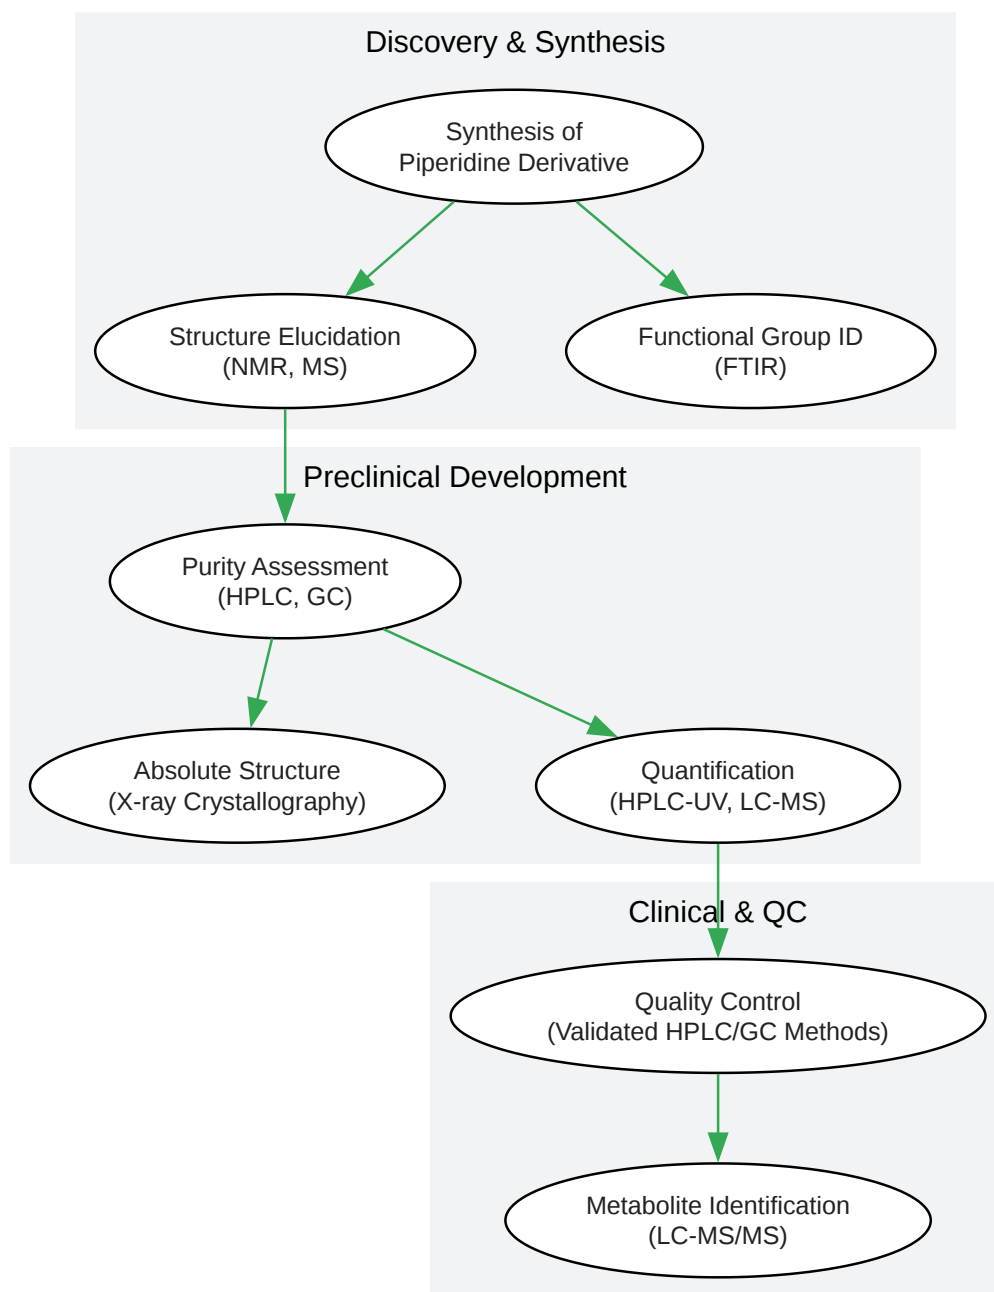 Discovery & Synthesis
Synthesis of
Piperidine Derivative
Structure Elucidation
(NMR, MS)
Functional Group ID
(FTIR)
Preclinical Development
Purity Assessment
(HPLC, GC)
Absolute Structure
(X-ray Crystallography)
Quantification
(HPLC-UV, LC-MS)
Clinical & QC
Quality Control
(Validated HPLC/GC Methods)
Metabolite Identification
(LC-MS/MS)